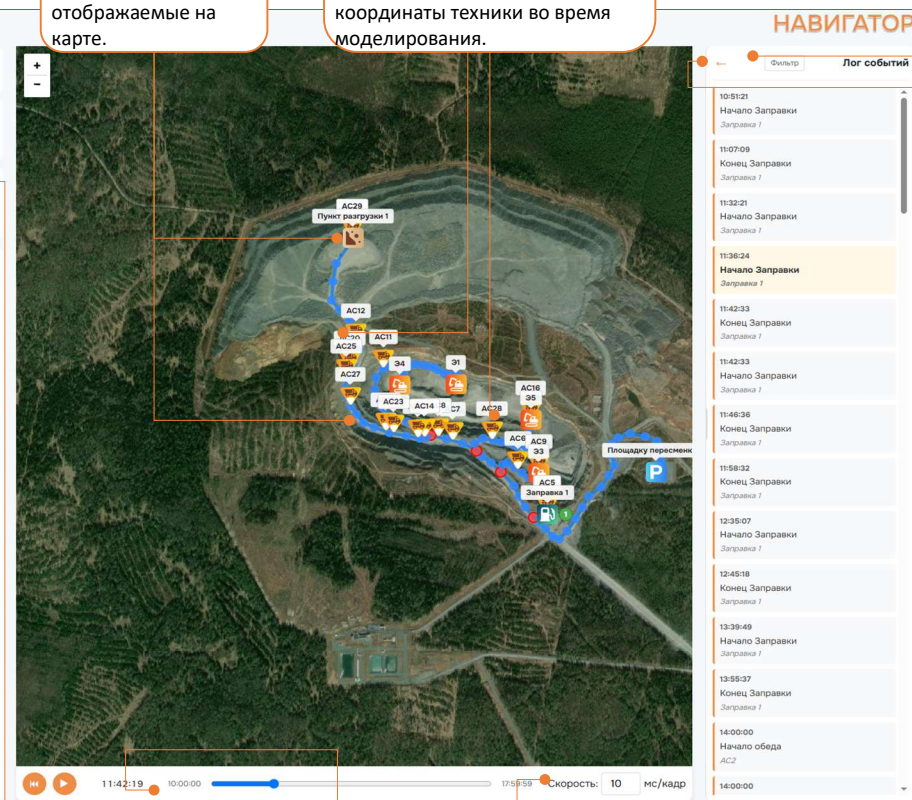 отображаемые на
карте.
координаты техники во время
моделирования.
НАВИГАТОР
+
−
←
Фильтр
Лог событий
10:51:21
Начало Заправки
Заправка 1
11:07:09
Конец Заправки
Заправка 1
11:32:21
Начало Заправки
Заправка 1
11:36:24
Начало Заправки
Заправка 1
11:42:33
Конец Заправки
Заправка 1
11:42:33
Начало Заправки
Заправка 1
11:46:36
Конец Заправки
Заправка 1
11:58:32
Конец Заправки
Заправка 1
12:35:07
Начало Заправки
Заправка 1
12:45:18
Конец Заправки
Заправка 1
13:39:49
Начало Заправки
Заправка 1
13:55:37
Конец Заправки
Заправка 1
14:00:00
Начало обеда
АС2
14:00:00
АС29
Пункт разгрузки 1
АС12
АС25
АС11
АС27
Э4
Э1
АС23
АС14
АС28
АС16
Э5
АС6
АС9
Э3
Площадку пересменк
P
АС5
Заправка 1
1
11:42:19
10:00:00
17:59:59
Скорость:
10
мс/кадр